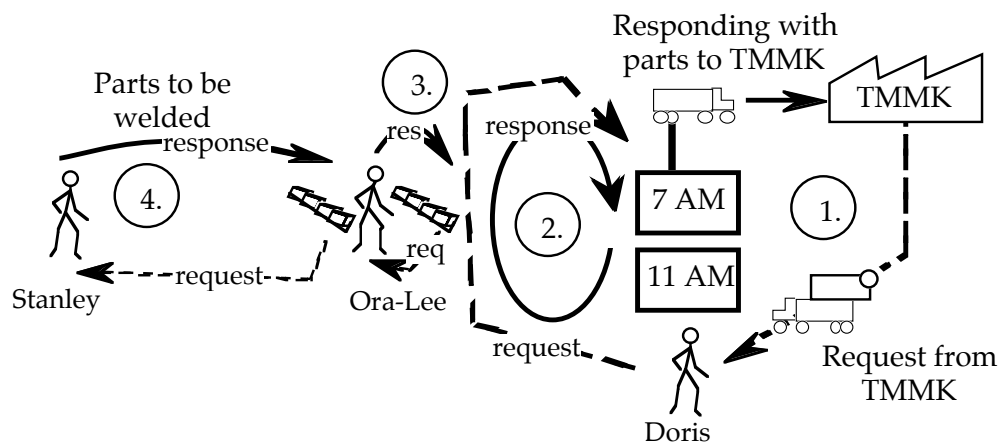 Responding with
parts to TMMK
TMMK
Parts to be
welded
response
3.
res
response
4.
7 AM
1.
2.
req
11 AM
request
Stanley
Ora-Lee
request
Request from
TMMK
Doris